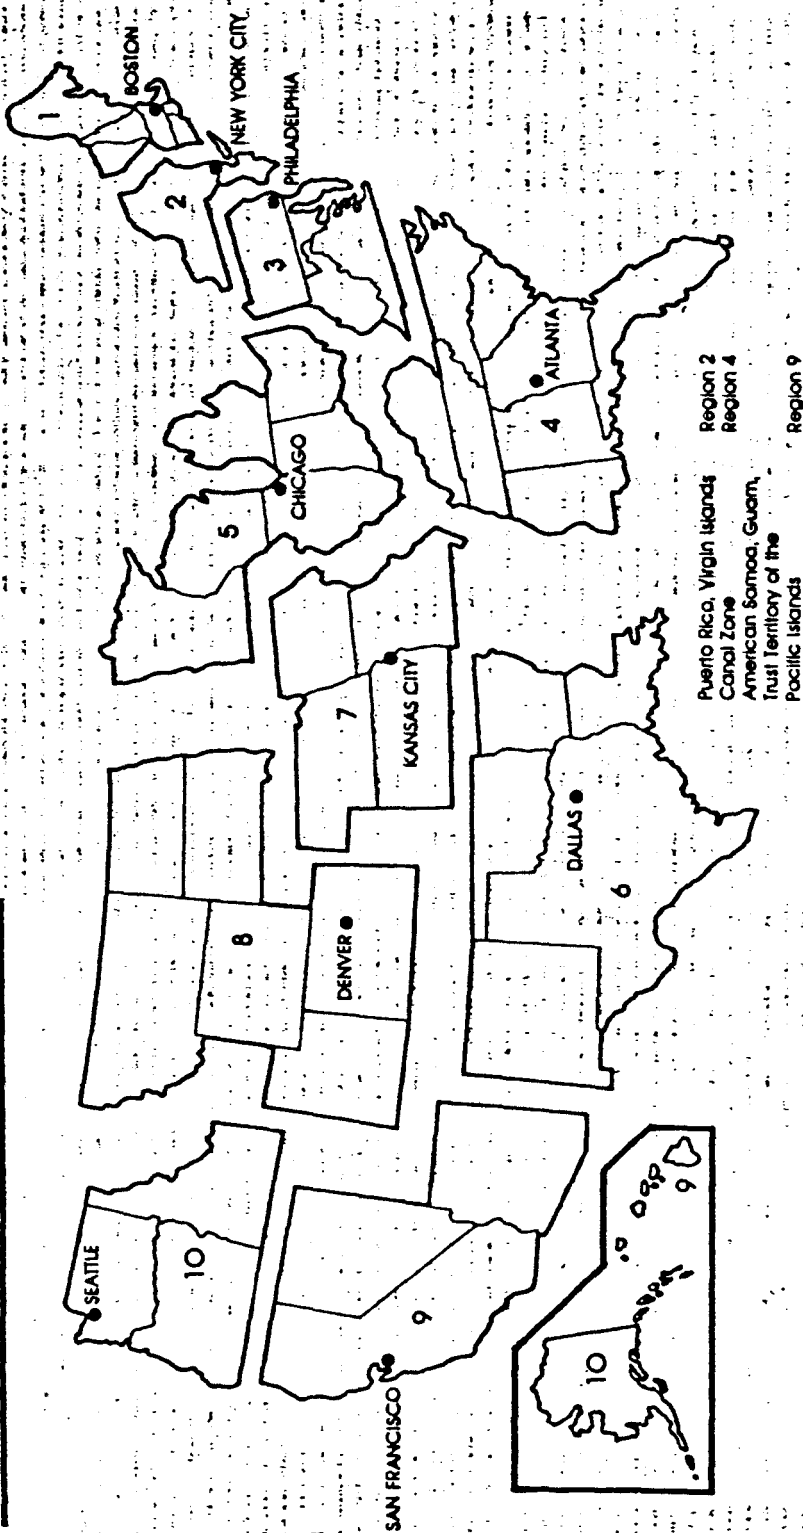 SEATTLE
10
SAN FRANCISCO
9
8
DENVER
7
KANSAS CITY
DALLAS
6
5
CHICAGO
4
ATLANTA
3
PHILADELPHIA
2
NEW YORK CITY
1
BOSTON
10
9
Puerto Rico, Virgin Islands Region 2
Canal Zone Region 4
American Samoa, Guam,
Trust Territory of the
Pacific Islands Region 9